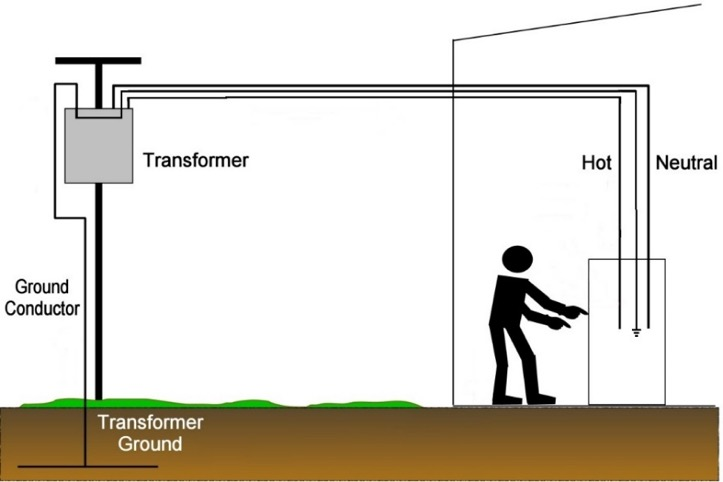 Transformer
Hot
Neutral
Ground
Conductor
Transformer
Ground